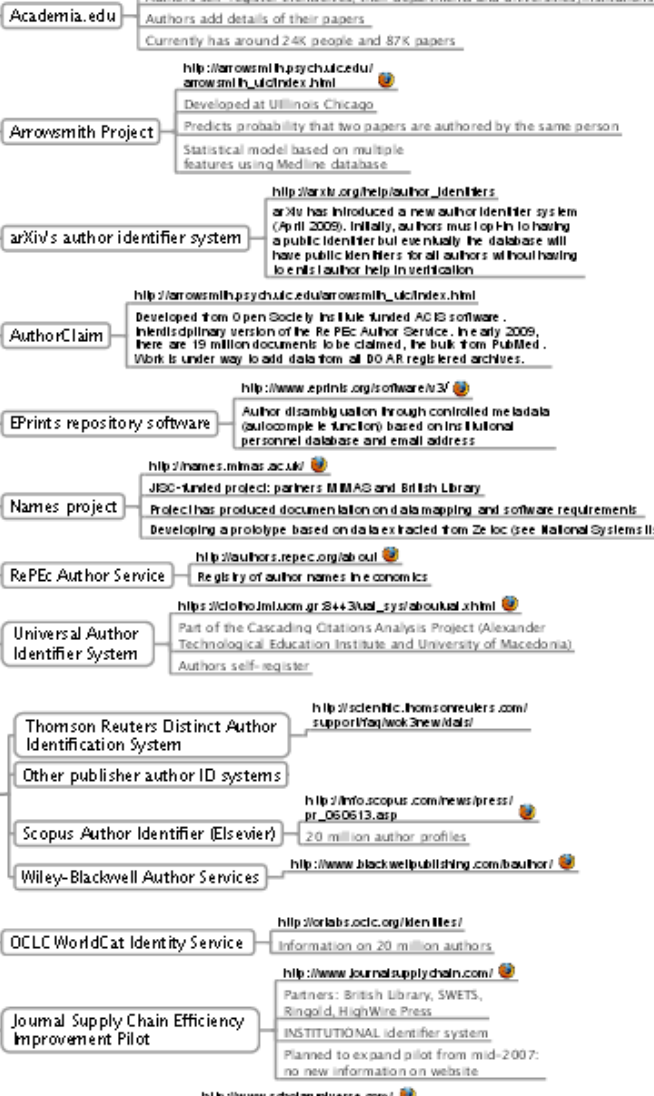 Academia.edu
Authors add details of their papers
Currently has around 24K people and 87K papers
Arrowsmith Project
http://arrowsmith.psych.uic.edu/
arrowsmith_uic/index.html
Developed at UIllinois Chicago
Predicts probability that two papers are authored by the same person
Statistical model based on multiple
features using Medline database
arXiv's author identifier system
http://arxiv.org/help/author_identifiers
arXiv has introduced a new author identifier system
(April 2009). Initially, authors must opt-in to having
a public identifier but eventually the database will
have public identifiers for all authors without having
to enlist author help in verification
AuthorClaim
http://arrowsmith.psych.uic.edu/arrowsmith_uic/index.html
Developed from Open Society Institute funded ACIS software.
Interdisciplinary version of the RePEc Author Service. In early 2009,
there are 19 million documents to be claimed, the bulk from PubMed.
Work is under way to add data from all DOAR registered archives.
EPrints repository software
http://www.eprints.org/software/v3/
Author disambiguation through controlled metadata
(autocomplete function) based on institutional
personnel database and email address
Names project
http://names.mimas.ac.uk/
JISC-funded project: partners MIMAS and British Library
Project has produced documentation on data mapping and software requirements
Developing a prototype based on data extracted from Zetoc (see National Systems
RePEc Author Service
http://authors.repec.org/about
Registry of author names in economics
Universal Author
Identifier System
https://clotho.lml.uom.gr:8443/uai_sys/aboutuai.xhtml
Part of the Cascading Citations Analysis Project (Alexander
Technological Education Institute and University of Macedonia)
Authors self-register
Thomson Reuters Distinct Author
Identification System
http://scientific.thomsonreuters.com/
support/faq/wok3new/dais/
Other publisher author ID systems
Scopus Author Identifier (Elsevier)
http://info.scopus.com/news/press/
pr_060613.asp
20 million author profiles
Wiley-Blackwell Author Services
http://www.blackwellpublishing.com/bauthor/
OCLC WorldCat Identity Service
http://orlabs.oclc.org/identities/
Information on 20 million authors
Journal Supply Chain Efficiency
Improvement Pilot
http://www.journalsupplychain.com/
Partners: British Library, SWETS,
Ringold, HighWire Press
INSTITUTIONAL identifier system
Planned to expand pilot from mid-2007:
no new information on website